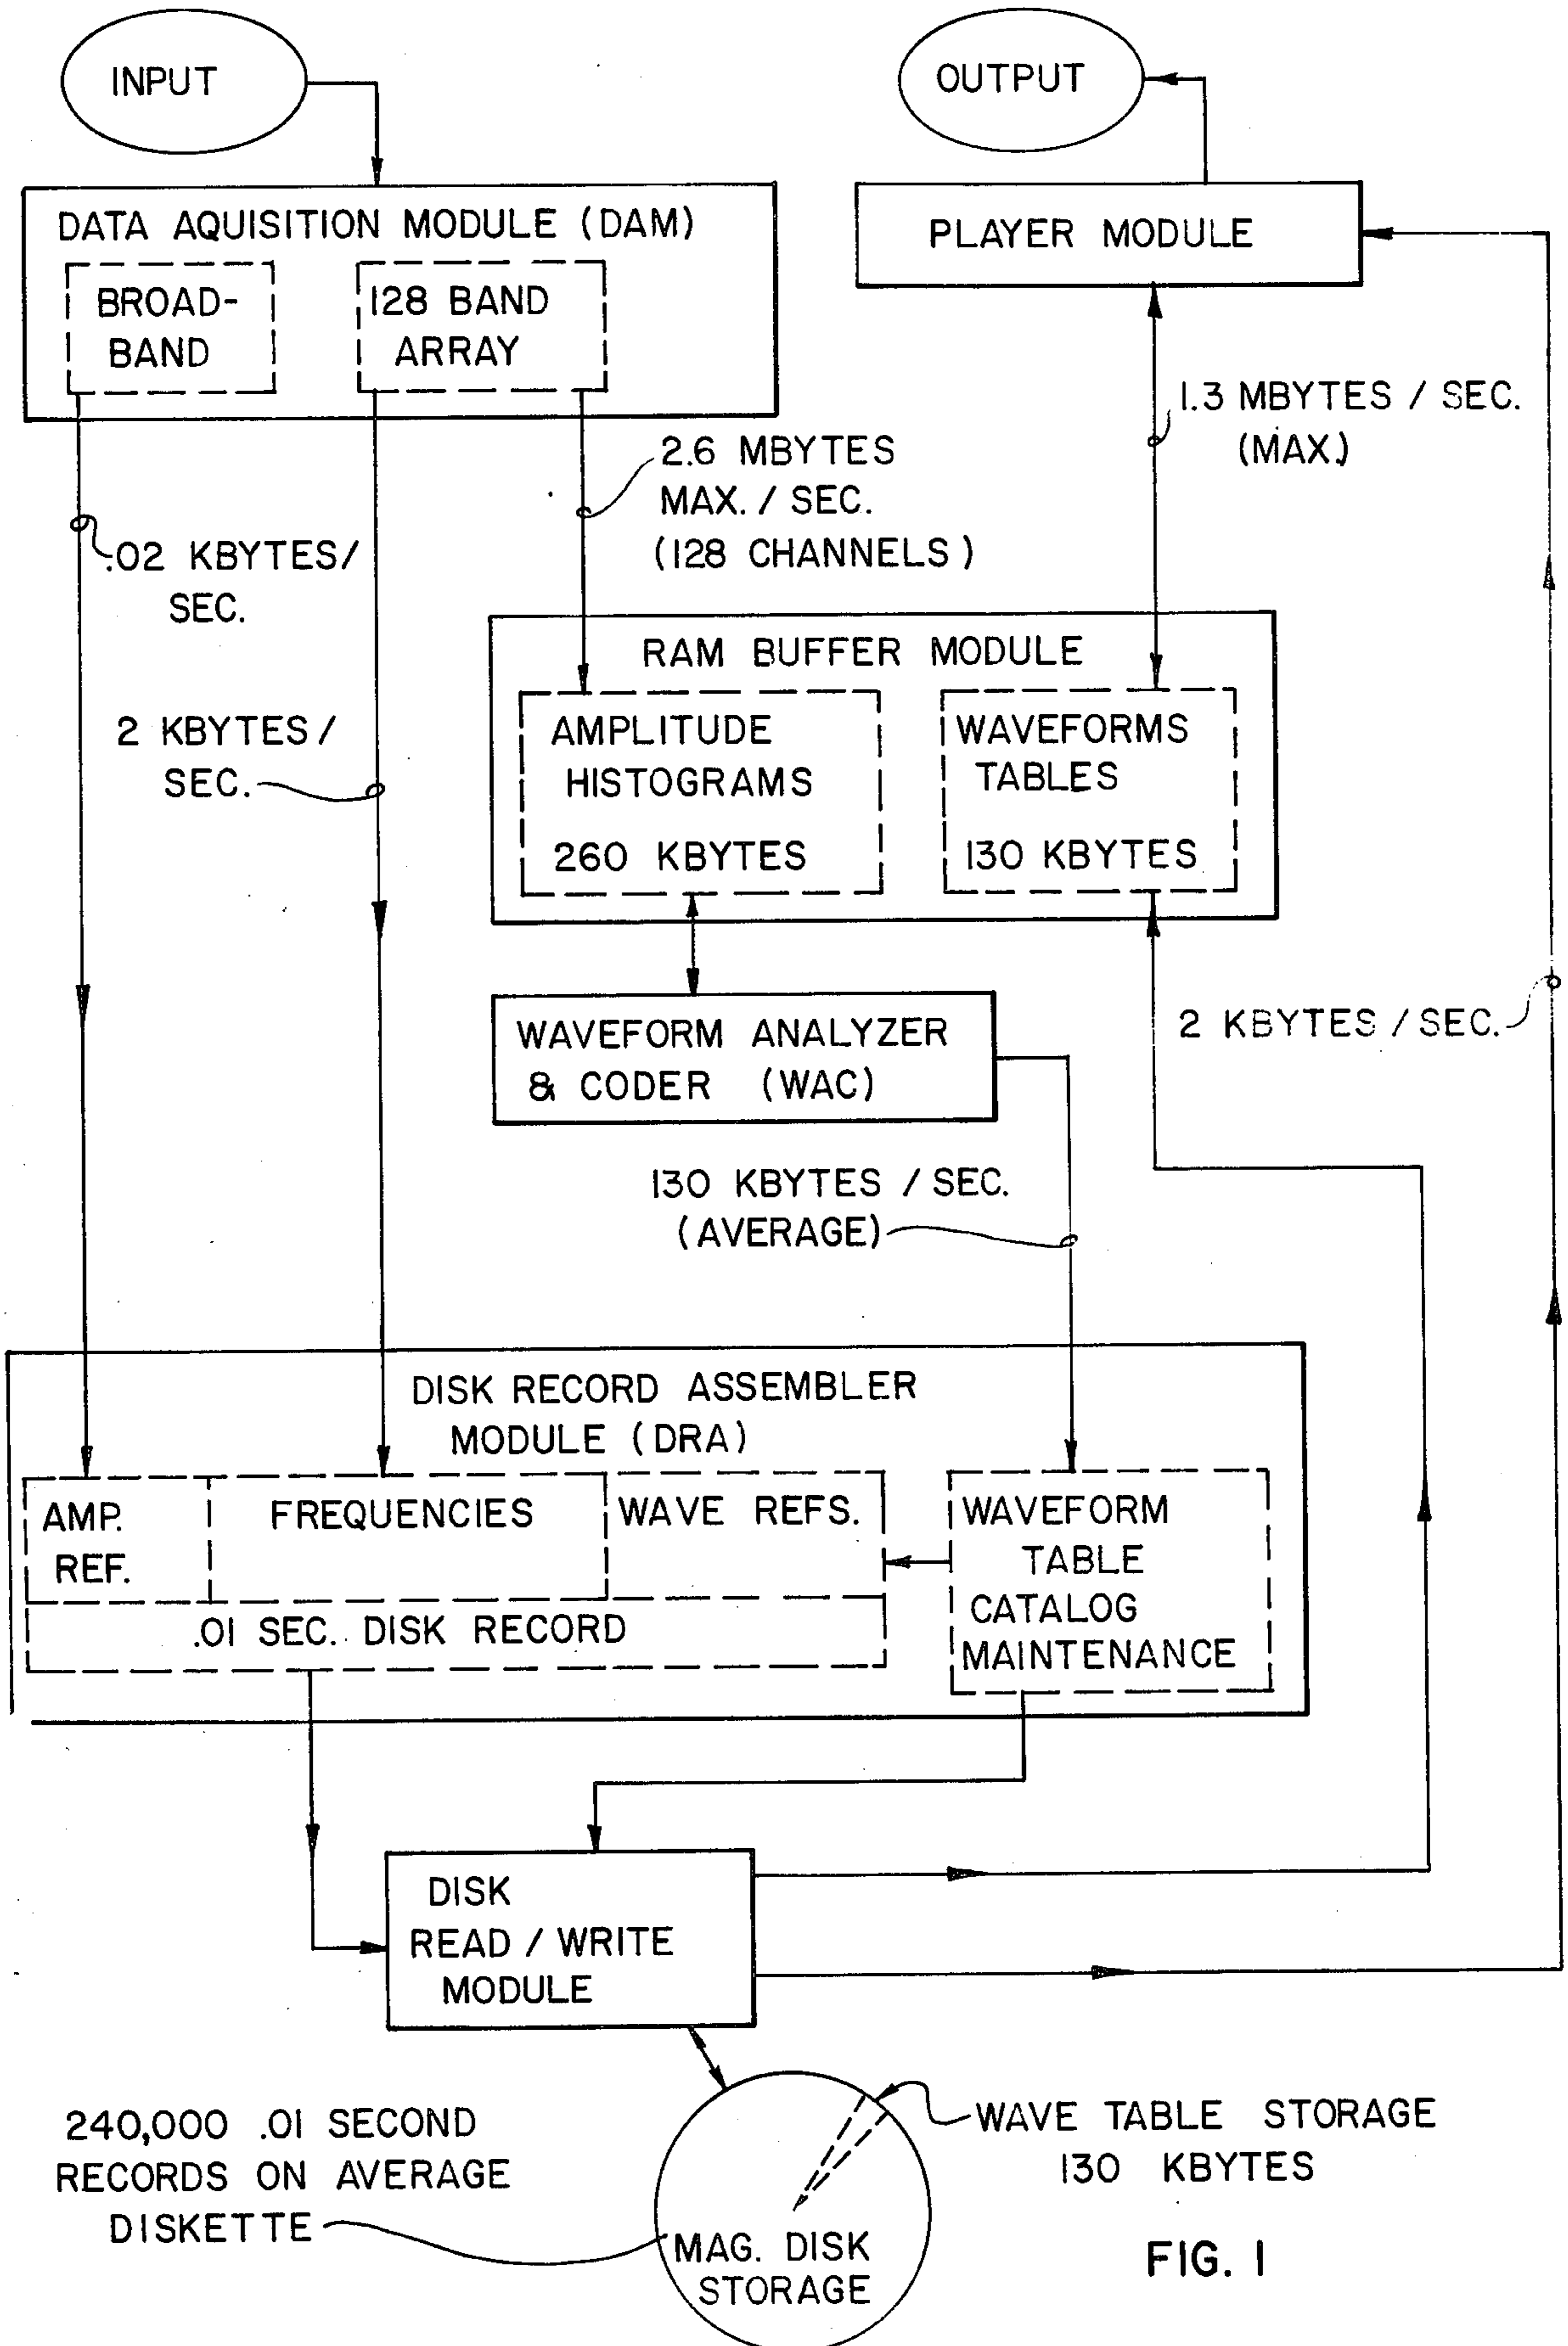 INPUT
OUTPUT
DATA AQUISITION MODULE (DAM)
BROAD-
BAND
128 BAND
ARRAY
PLAYER MODULE
1.3 MBYTES / SEC.
(MAX.)
2.6 MBYTES
MAX. / SEC.
(128 CHANNELS)
.02 KBYTES/
SEC.
2 KBYTES /
SEC.
RAM BUFFER MODULE
AMPLITUDE
HISTOGRAMS
260 KBYTES
WAVEFORMS
TABLES
130 KBYTES
WAVEFORM ANALYZER
& CODER (WAC)
2 KBYTES / SEC.
130 KBYTES / SEC.
(AVERAGE)
DISK RECORD ASSEMBLER
MODULE (DRA)
AMP.
REF.
FREQUENCIES
WAVE REFS.
.01 SEC. DISK RECORD
WAVEFORM
TABLE
CATALOG
MAINTENANCE
DISK
READ / WRITE
MODULE
240,000 .01 SECOND
RECORDS ON AVERAGE
DISKETTE
MAG. DISK
STORAGE
WAVE TABLE STORAGE
130 KBYTES
FIG. 1